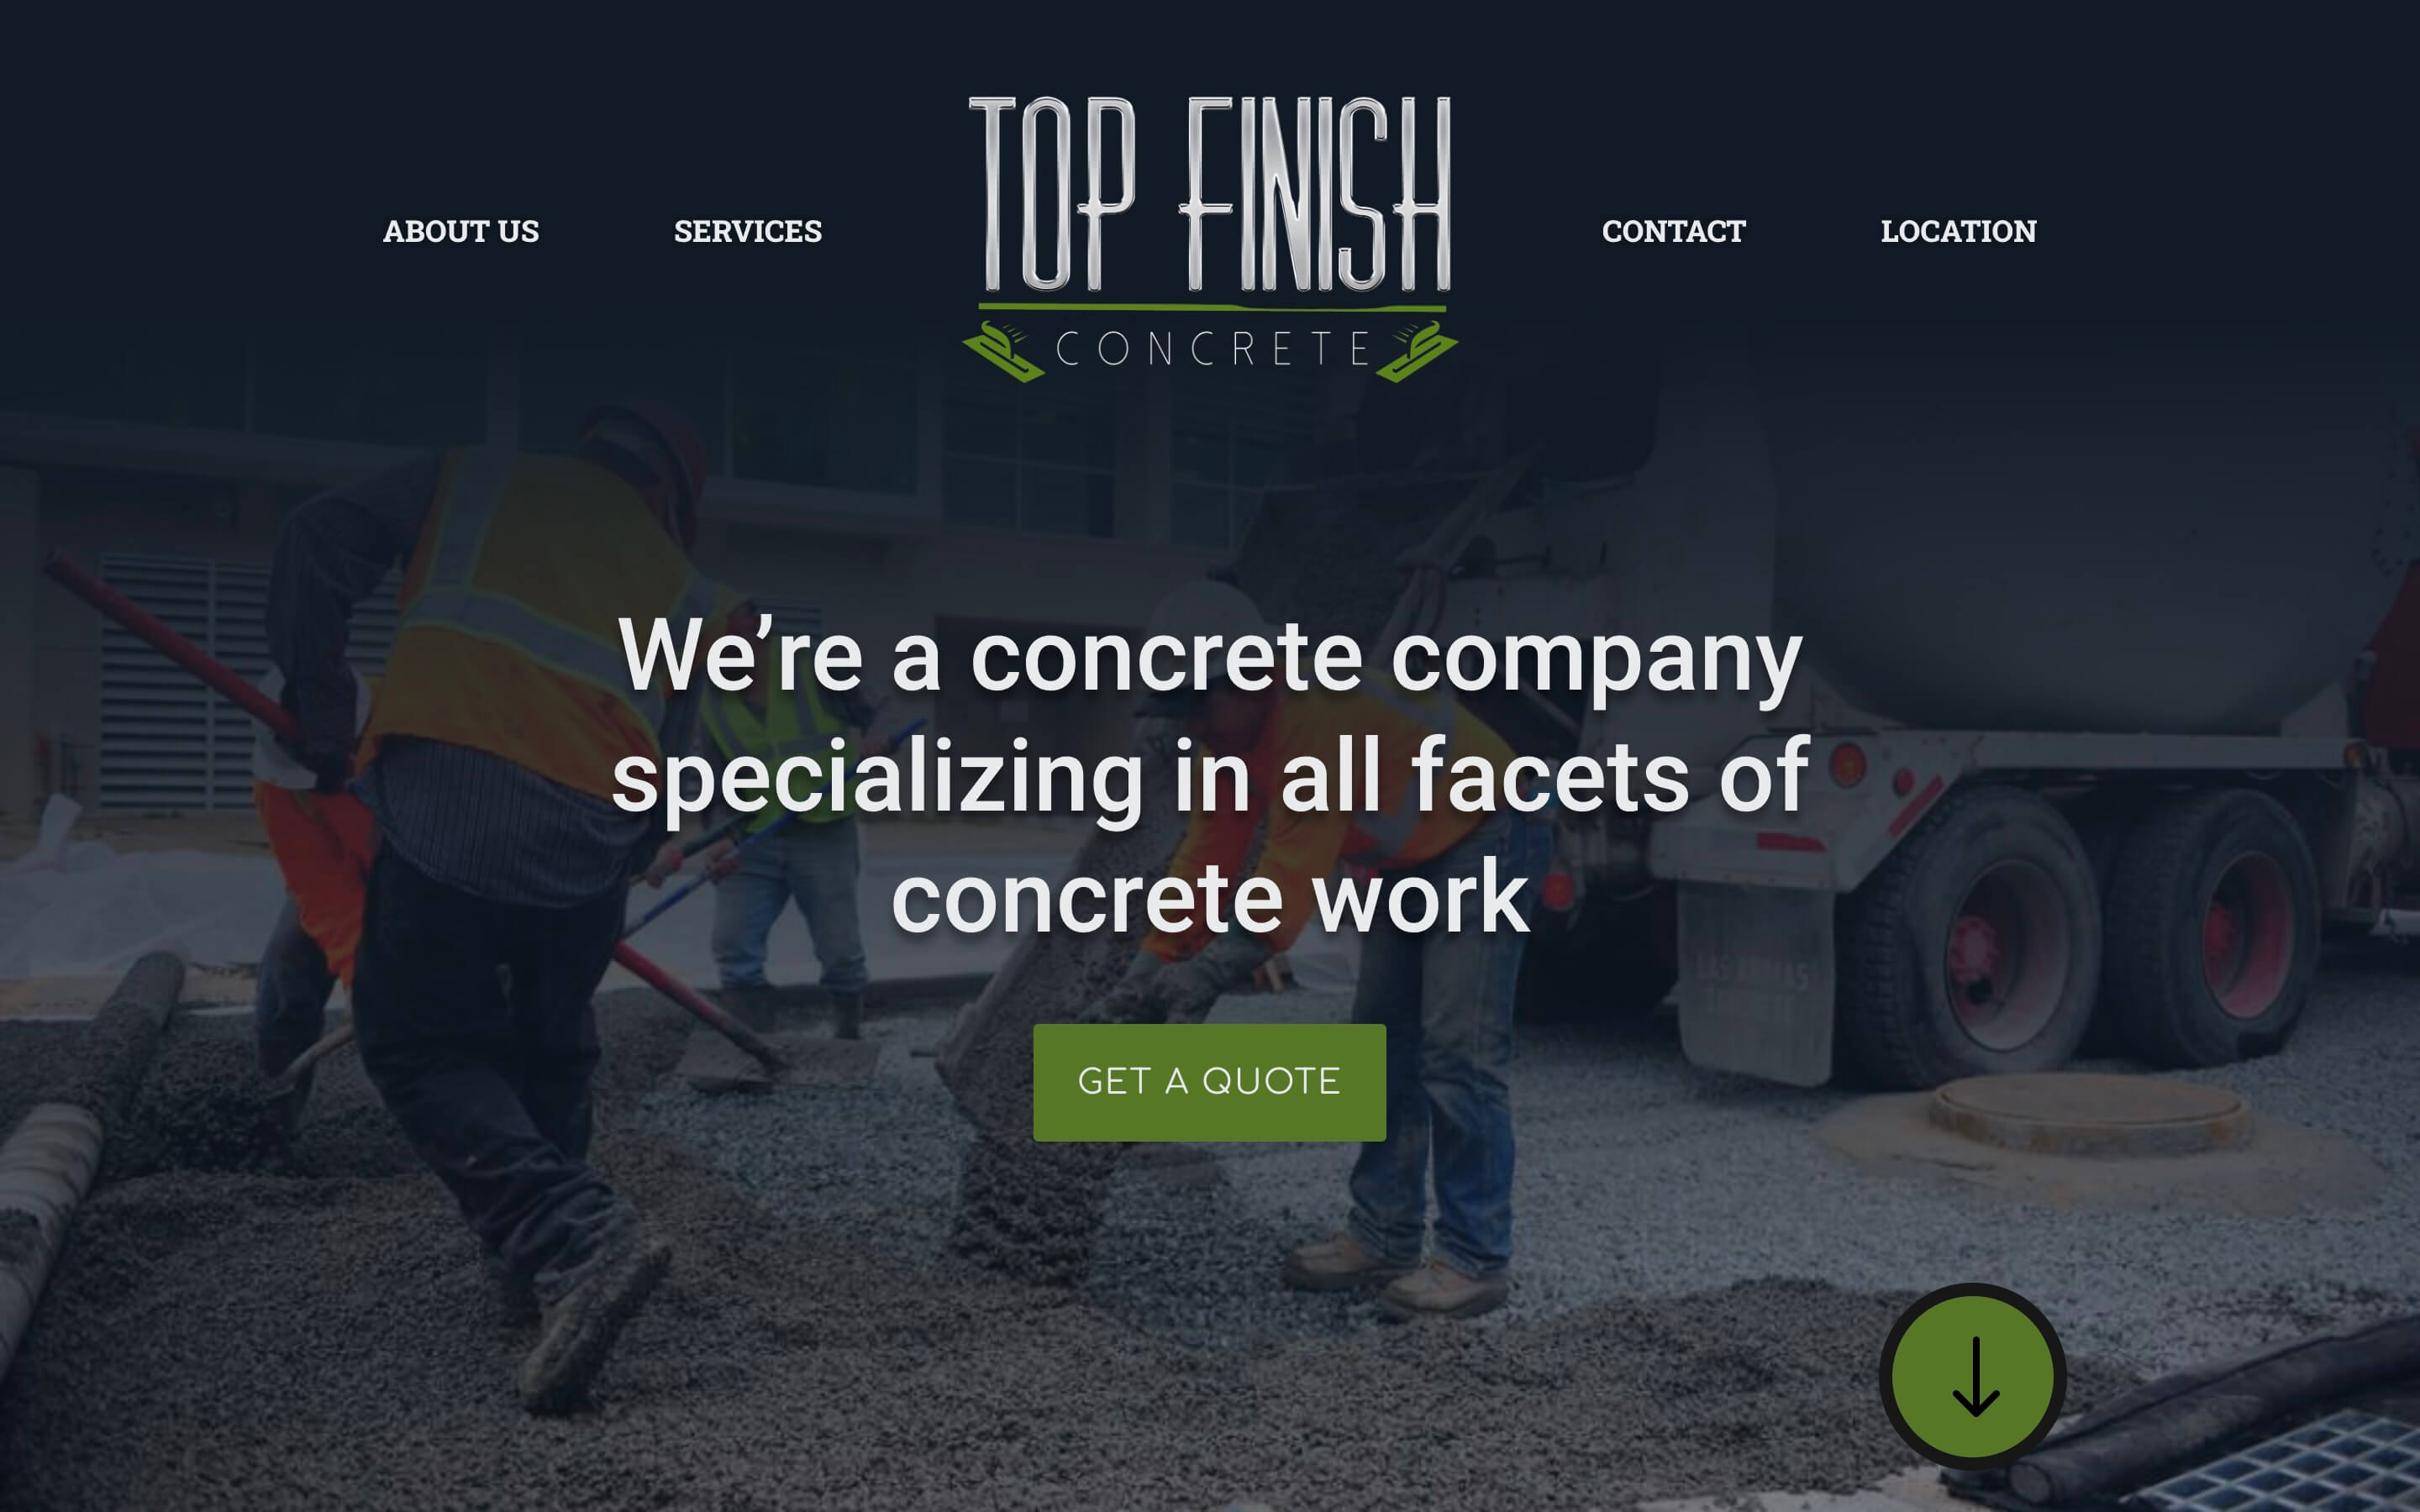 ABOUT US
SERVICES
TOP FINISH
CONCRETE
CONTACT
LOCATION
We’re a concrete company
specializing in all facets of
concrete work
GET A QUOTE